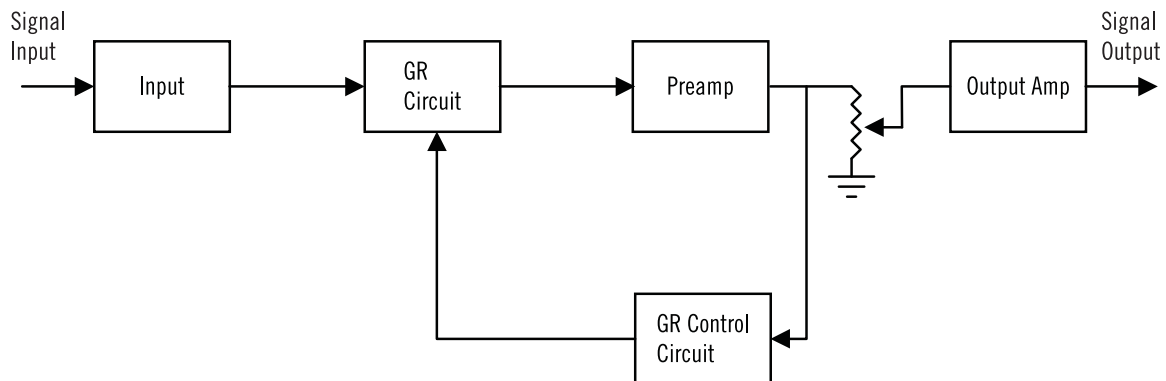 Signal
Input
Input
GR
Circuit
Preamp
Output Amp
Signal
Output
GR Control
Circuit